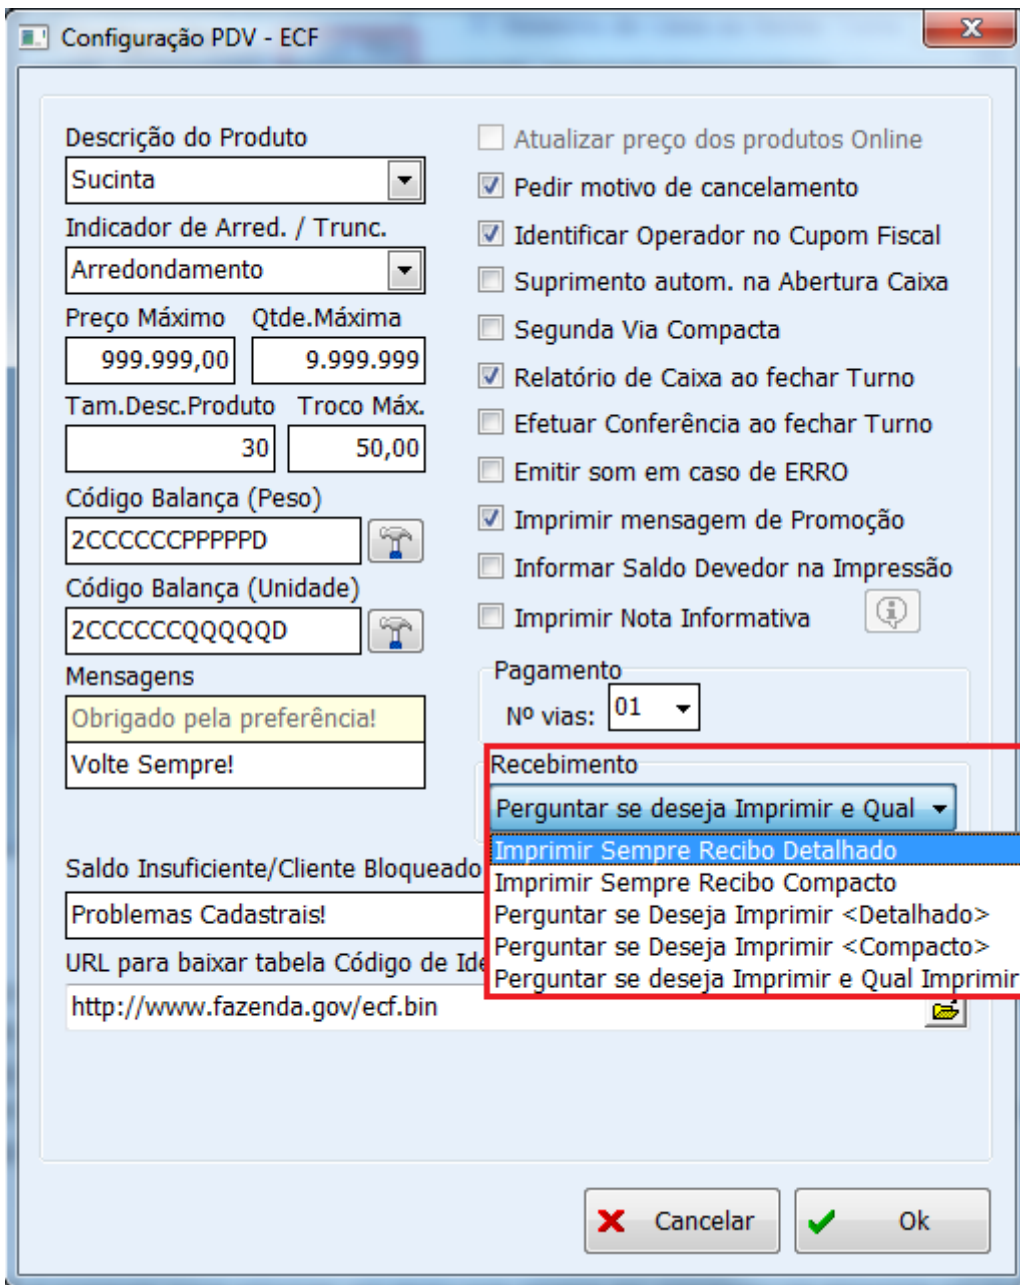 Configuração PDV - ECF
Descrição do Produto
Sucinta
Indicador de Arred. / Trunc.
Arredondamento
Preço Máximo Qtde.Máxima
999.999,00 9.999.999
Tam.Desc.Produto Troco Máx.
30 50,00
Código Balança (Peso)
2CCCCCCPPPPPD
Código Balança (Unidade)
2CCCCCCQQQQQD
Mensagens
Obrigado pela preferência!
Volte Sempre!
Atualizar preço dos produtos Online
Pedir motivo de cancelamento
Identificar Operador no Cupom Fiscal
Suprimento autom. na Abertura Caixa
Segunda Via Compacta
Relatório de Caixa ao fechar Turno
Efetuar Conferência ao fechar Turno
Emitir som em caso de ERRO
Imprimir mensagem de Promoção
Informar Saldo Devedor na Impressão
Imprimir Nota Informativa
Pagamento
Nº vias: 01
Recebimento
Perguntar se deseja Imprimir e Qual
Imprimir Sempre Recibo Detalhado
Imprimir Sempre Recibo Compacto
Perguntar se Deseja Imprimir <Detalhado>
Perguntar se Deseja Imprimir <Compacto>
Perguntar se deseja Imprimir e Qual Imprimir
Saldo Insuficiente/Cliente Bloqueado
Problemas Cadastrais!
URL para baixar tabela Código de Ide
http://www.fazenda.gov/ecf.bin
Cancelar Ok